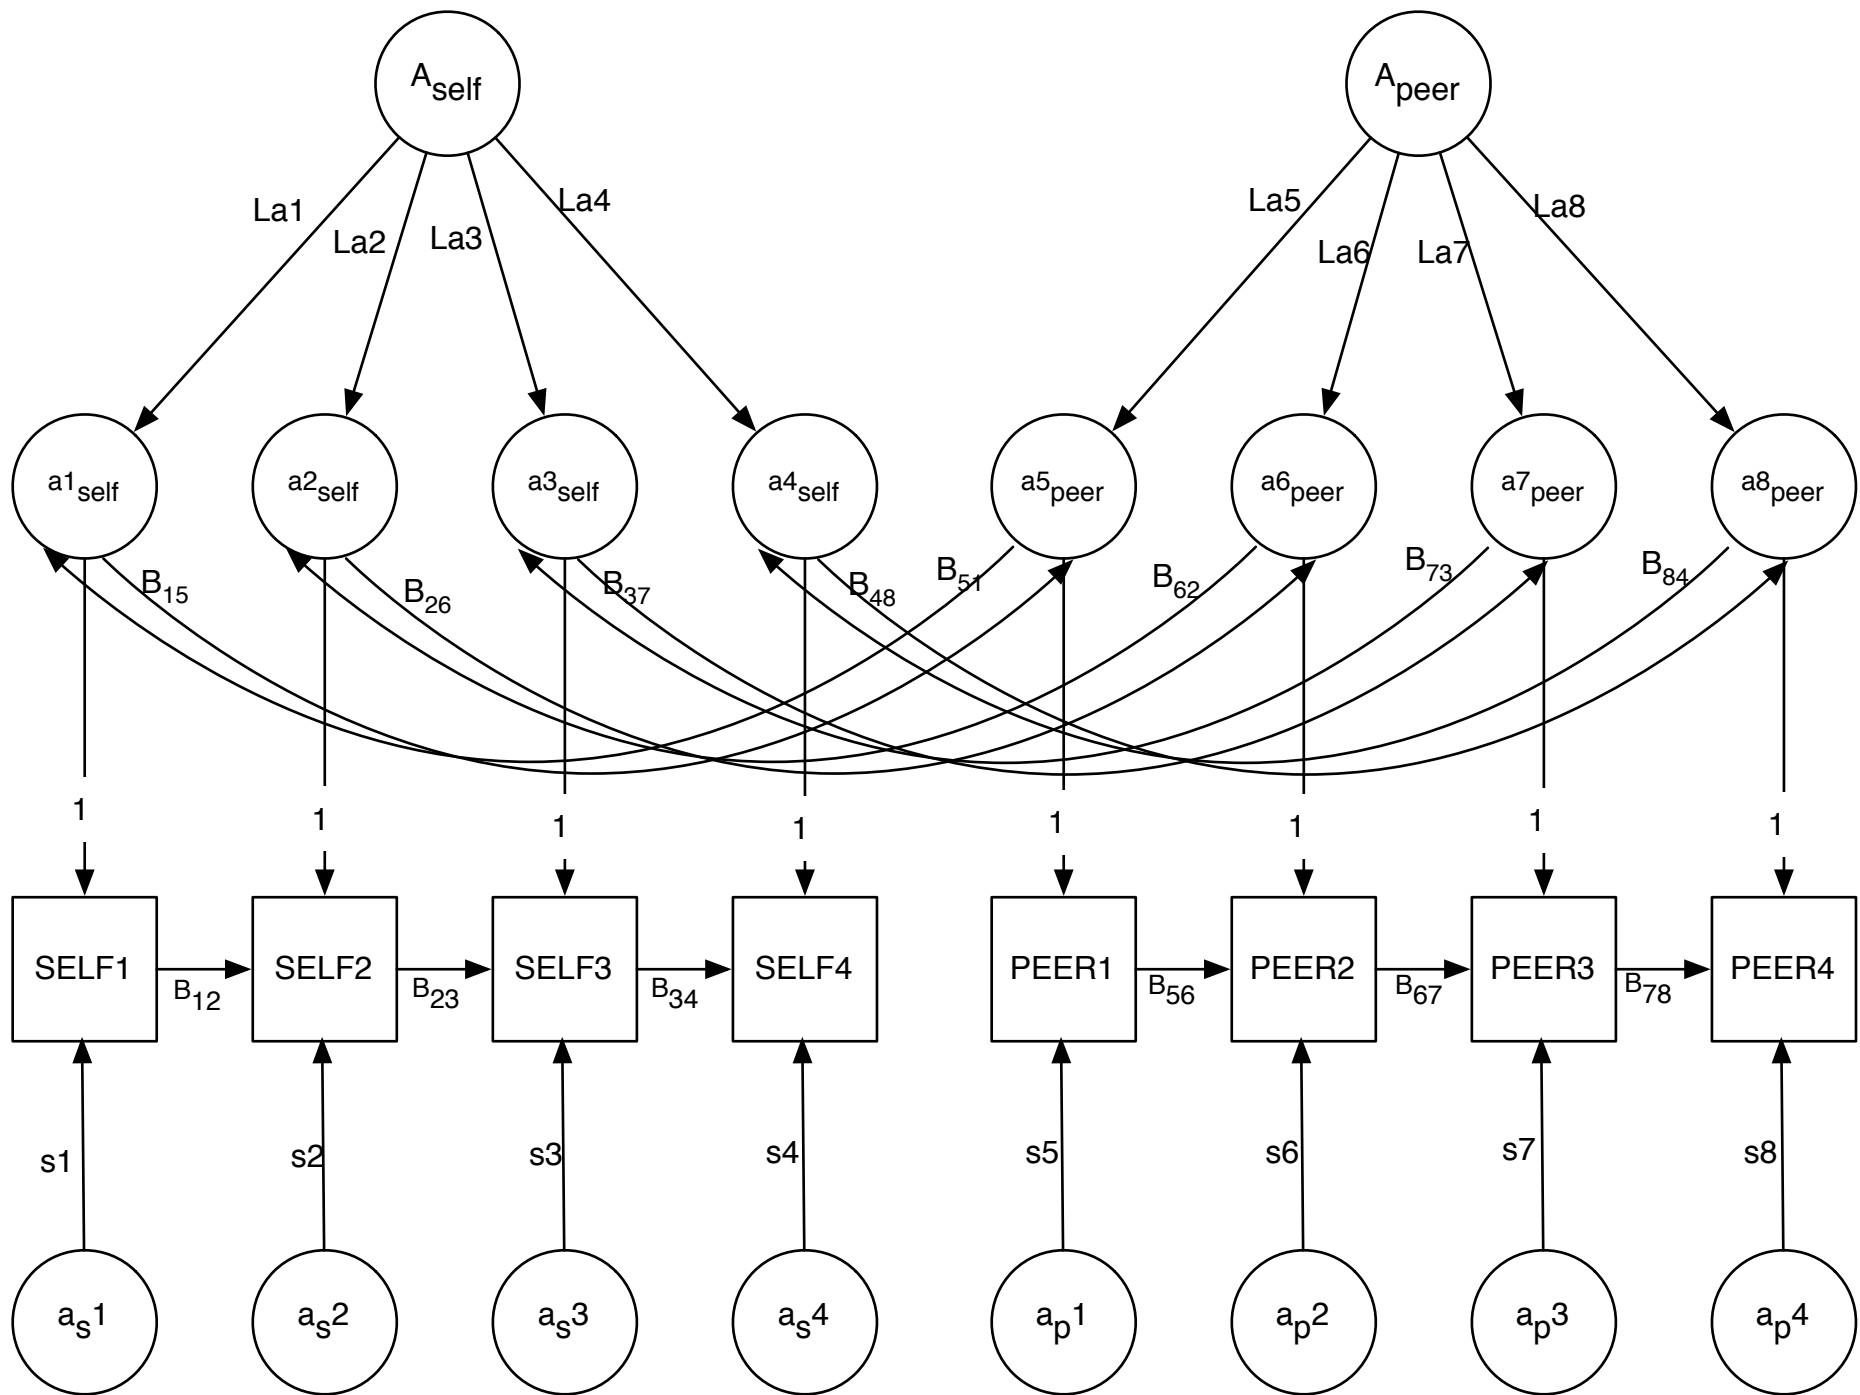 Aself
Apeer
La1
La2
La3
La4
La5
La6
La7
La8
a1self
a2self
a3self
a4self
a5peer
a6peer
a7peer
a8peer
B15
B26
B37
B48
B51
B62
B73
B84
1
1
1
1
1
1
1
1
SELF1
SELF2
SELF3
SELF4
PEER1
PEER2
PEER3
PEER4
B12
B23
B34
B56
B67
B78
s1
s2
s3
s4
s5
s6
s7
s8
as1
as2
as3
as4
ap1
ap2
ap3
ap4